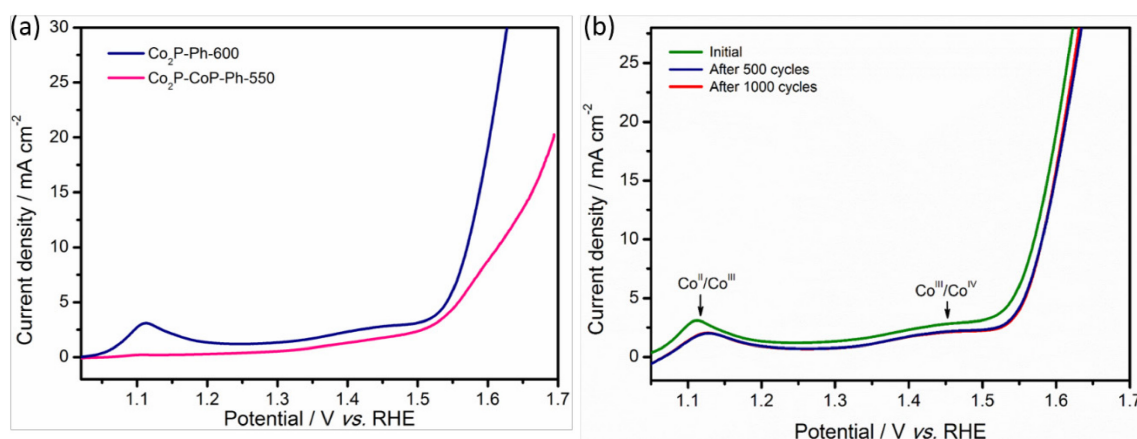 (a)
Current density / mA cm⁻²
30
25
20
15
10
5
0
Co₂P-Ph-600
Co₂P-CoP-Ph-550
1.1 1.2 1.3 1.4 1.5 1.6 1.7
Potential / V vs. RHE
(b)
Current density / mA cm⁻²
25
20
15
10
5
0
Initial
After 500 cycles
After 1000 cycles
Coᴵᴵ/Coᴵᴵᴵ
Coᴵᴵᴵ/Coᴵⱽ
1.1 1.2 1.3 1.4 1.5 1.6 1.7
Potential / V vs. RHE